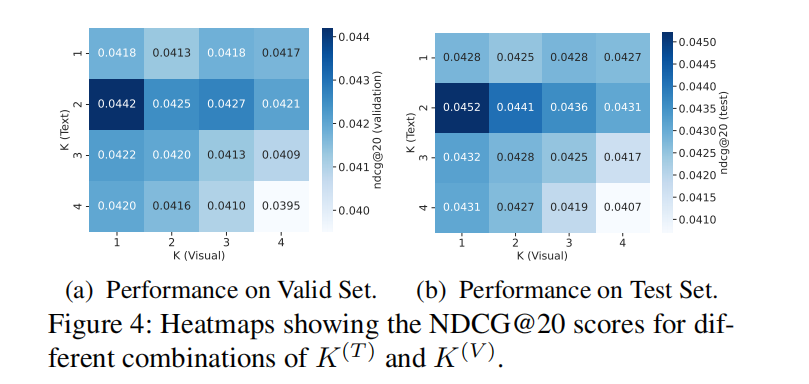 1 0.0418 0.0413 0.0418 0.0417
2 0.0442 0.0425 0.0427 0.0421
3 0.0422 0.0420 0.0413 0.0409
4 0.0420 0.0416 0.0410 0.0395
1 2 3 4
K (Visual)
K (Text)
0.044
0.043
0.042
0.041
0.040
ndcg@20 (validation)
1 0.0428 0.0425 0.0428 0.0427
2 0.0452 0.0441 0.0436 0.0431
3 0.0432 0.0428 0.0425 0.0417
4 0.0431 0.0427 0.0419 0.0407
1 2 3 4
K (Visual)
K (Text)
0.0450
0.0445
0.0440
0.0435
0.0430
0.0425
0.0420
0.0415
0.0410
ndcg@20 (test)
(a) Performance on Valid Set.
(b) Performance on Test Set.
Figure 4: Heatmaps showing the NDCG@20 scores for dif-
ferent combinations of K^(T) and K^(V).